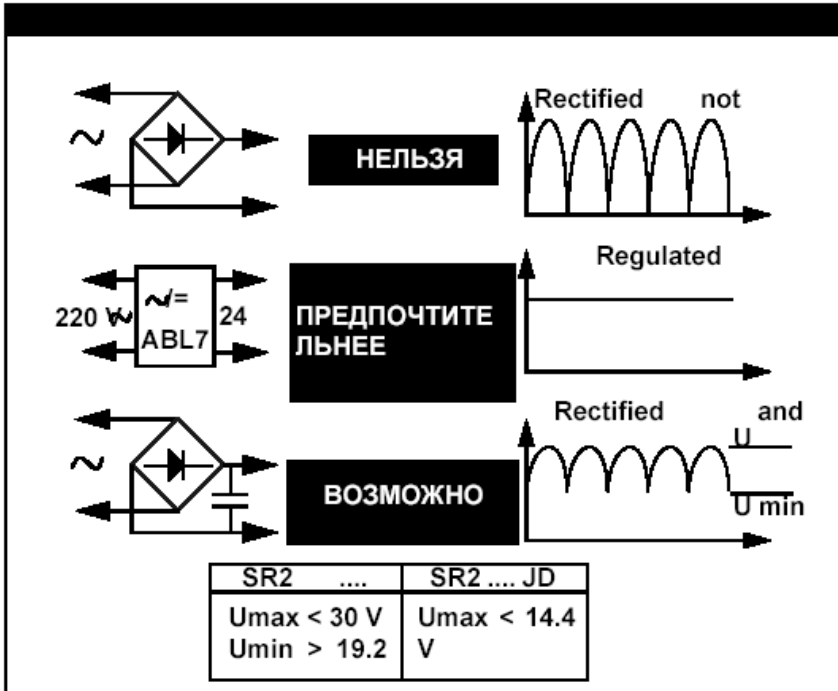 Rectified not
НЕЛЬЗЯ
Regulated
220 V~
~/=
ABL7
24
ПРЕДПОЧТИТЕ
ЛЬНЕЕ
Rectified and
U
U min
ВОЗМОЖНО
SR2 .... SR2 .... JD
Umax < 30 V Umax < 14.4
Umin > 19.2 V